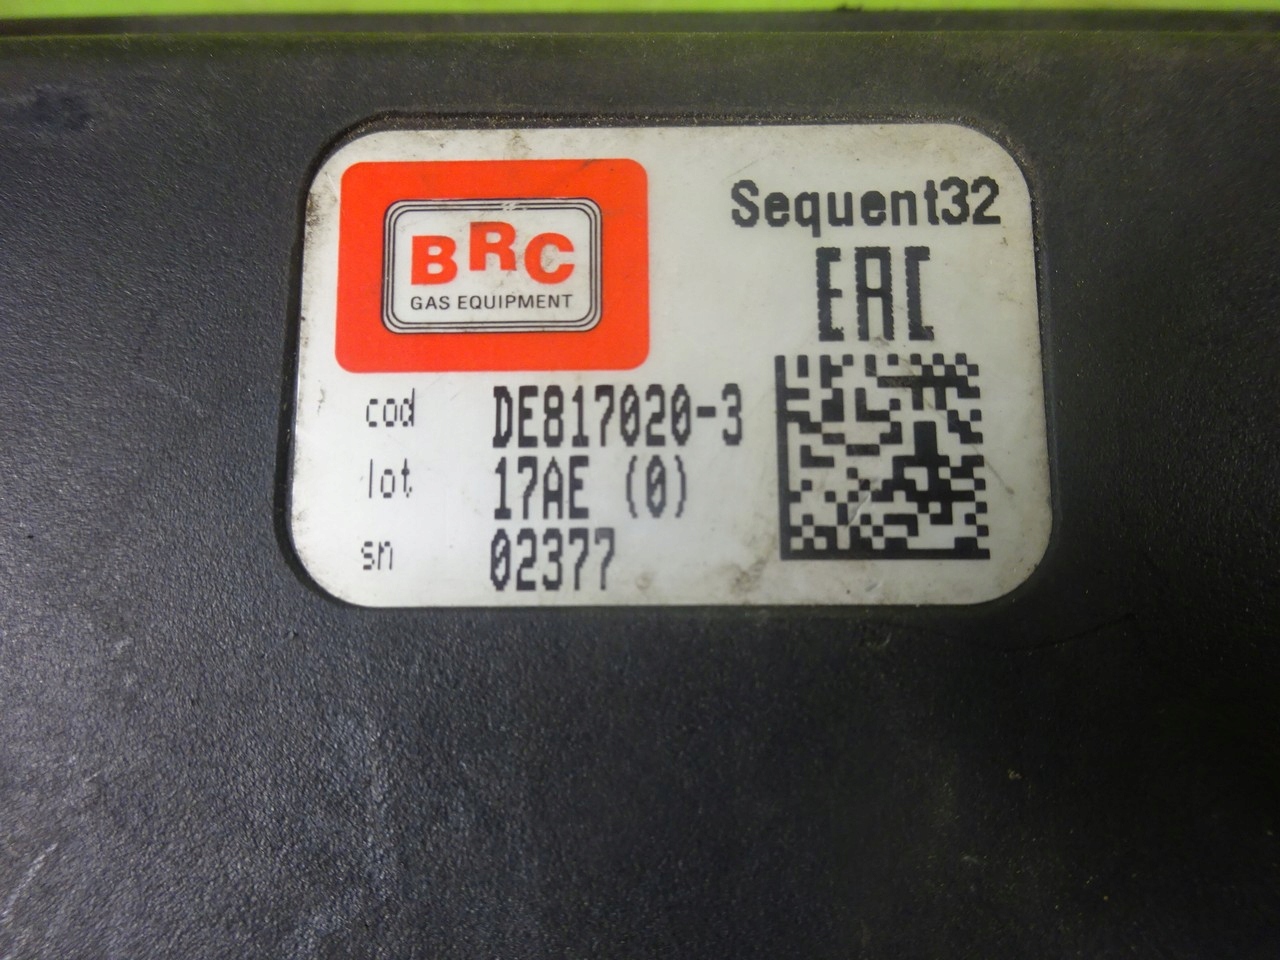 BRC
GAS EQUIPMENT
Sequent32
EAC
cod DE817020-3
lot 17AE (0)
sn 02377